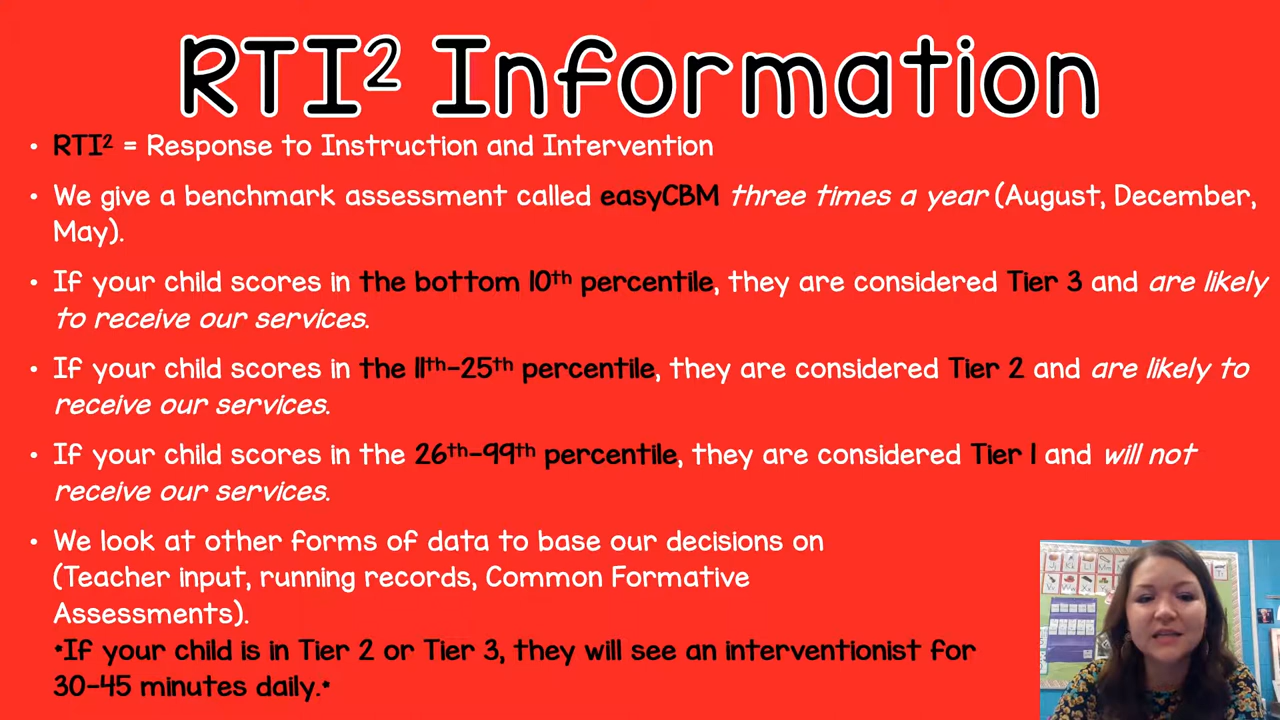 RTI² Information
• RTI² = Response to Instruction and Intervention
• We give a benchmark assessment called easyCBM three times a year (August, December,
May).
• If your child scores in the bottom 10th percentile, they are considered Tier 3 and are likely
to receive our services.
• If your child scores in the 11th-25th percentile, they are considered Tier 2 and are likely to
receive our services.
• If your child scores in the 26th-99th percentile, they are considered Tier 1 and will not
receive our services.
• We look at other forms of data to base our decisions on
(Teacher input, running records, Common Formative
Assessments).
*If your child is in Tier 2 or Tier 3, they will see an interventionist for
30-45 minutes daily.*